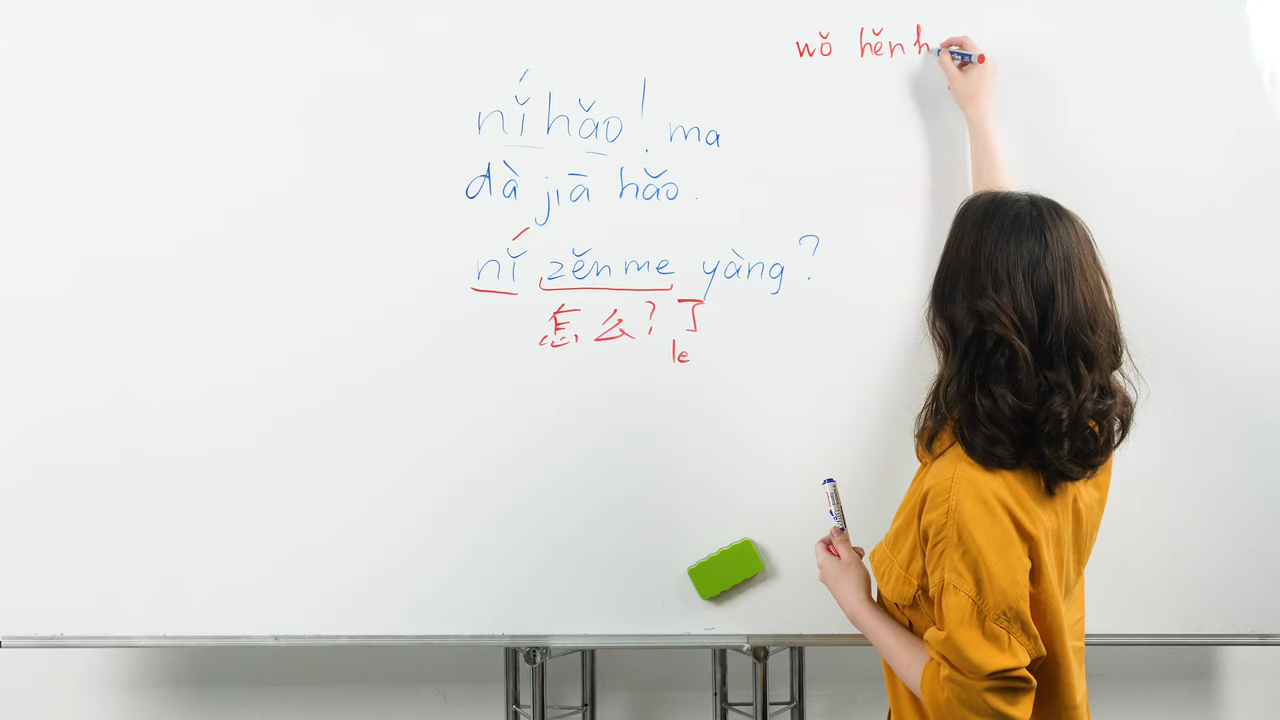 wǒ hěn h
nǐ hǎo! ma
dà jiā hǎo.
nǐ zěnme yàng?
怎么? 了
le